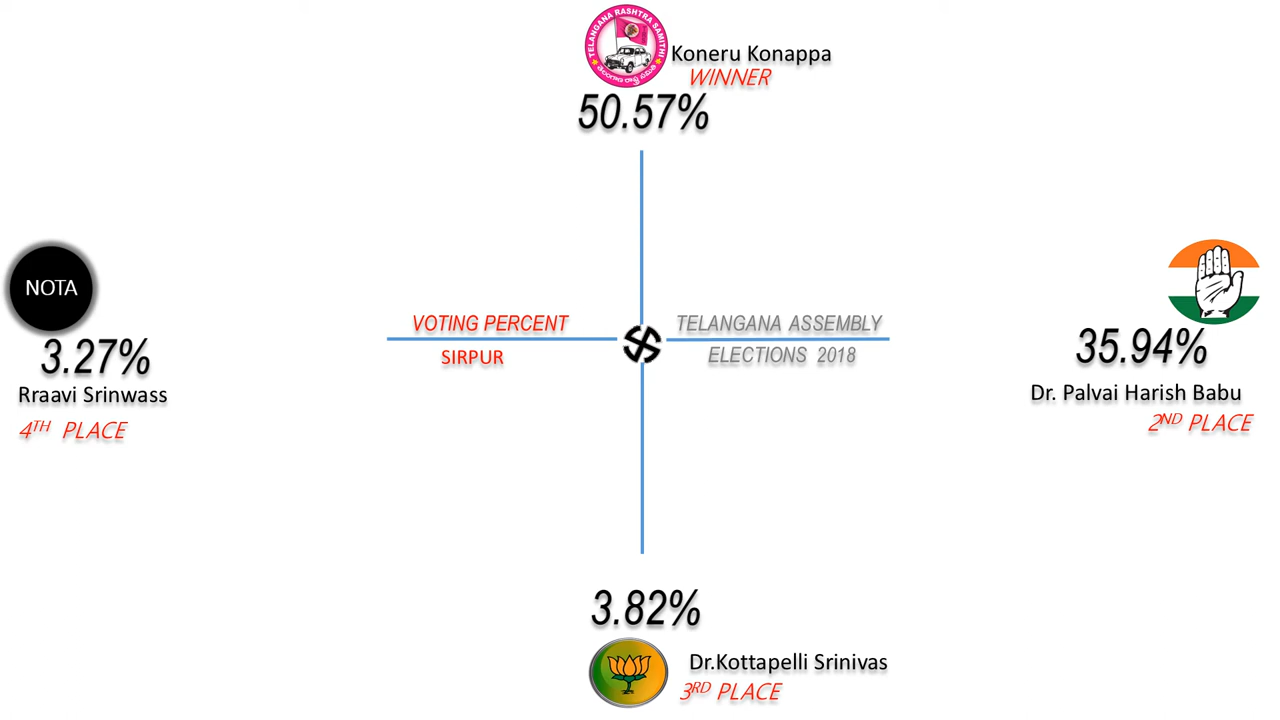 TELANGANA RASHTRA SAMITHI
తెలంగాణ రాష్ట్ర సమితి
Koneru Konappa
WINNER
50.57%
NOTA
3.27%
Rraavi Srinwass
4TH PLACE
VOTING PERCENT
SIRPUR
TELANGANA ASSEMBLY
ELECTIONS 2018
35.94%
Dr. Palvai Harish Babu
2ND PLACE
3.82%
Dr.Kottapelli Srinivas
3RD PLACE